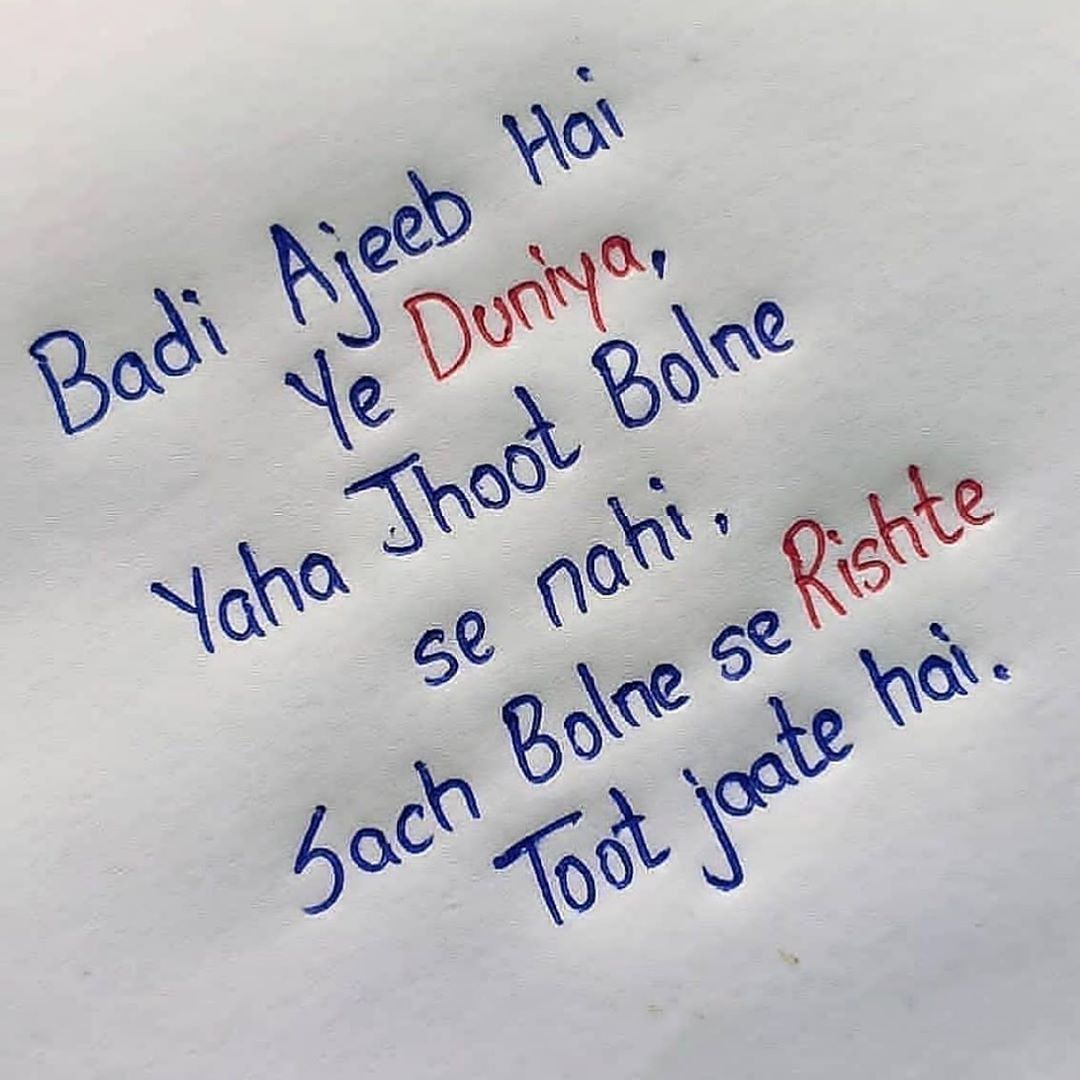 Badi Ajeeb Hai
Ye Duniya,
Yaha Jhoot Bolne
se nahi.
Sach Bolne se Rishte
Toot jaate hai.